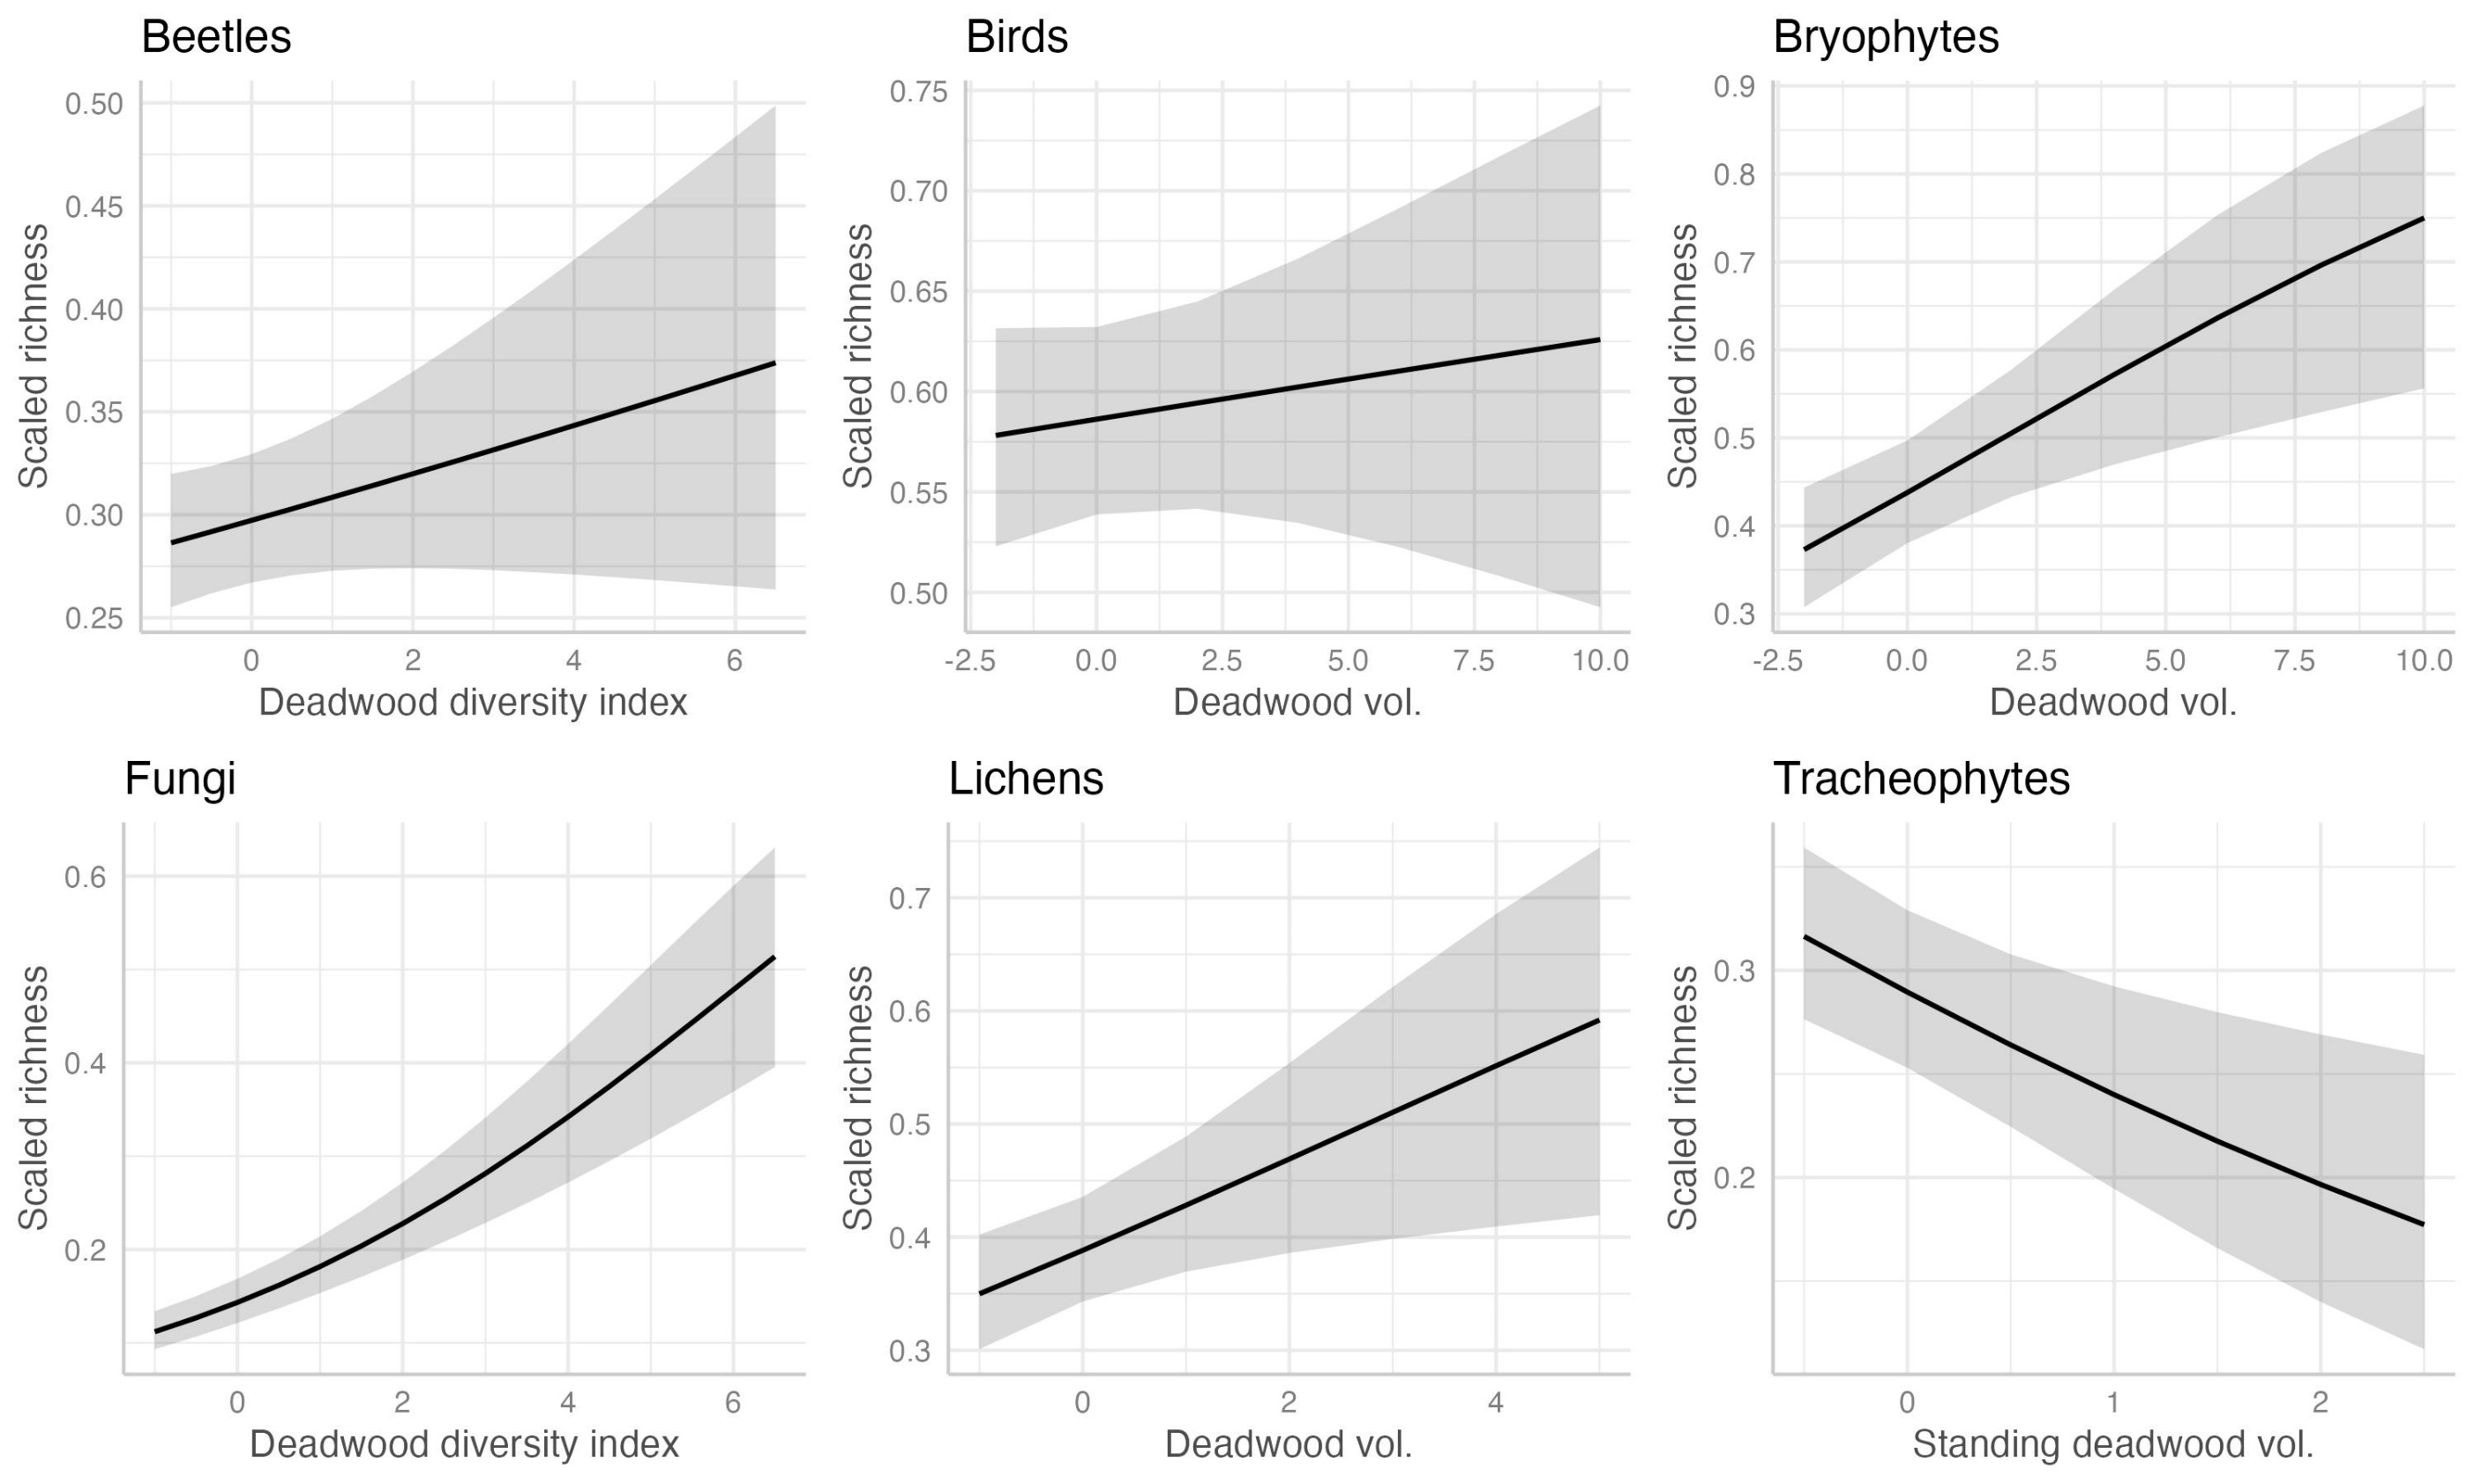 Beetles
Scaled richness
0.50
0.45
0.40
0.35
0.30
0.25
0 2 4 6
Deadwood diversity index
Birds
Scaled richness
0.75
0.70
0.65
0.60
0.55
0.50
-2.5 0.0 2.5 5.0 7.5 10.0
Deadwood vol.
Bryophytes
Scaled richness
0.9
0.8
0.7
0.6
0.5
0.4
0.3
-2.5 0.0 2.5 5.0 7.5 10.0
Deadwood vol.
Fungi
Scaled richness
0.6
0.4
0.2
0 2 4 6
Deadwood diversity index
Lichens
Scaled richness
0.7
0.6
0.5
0.4
0.3
0 2 4
Deadwood vol.
Tracheophytes
Scaled richness
0.3
0.2
0 1 2
Standing deadwood vol.